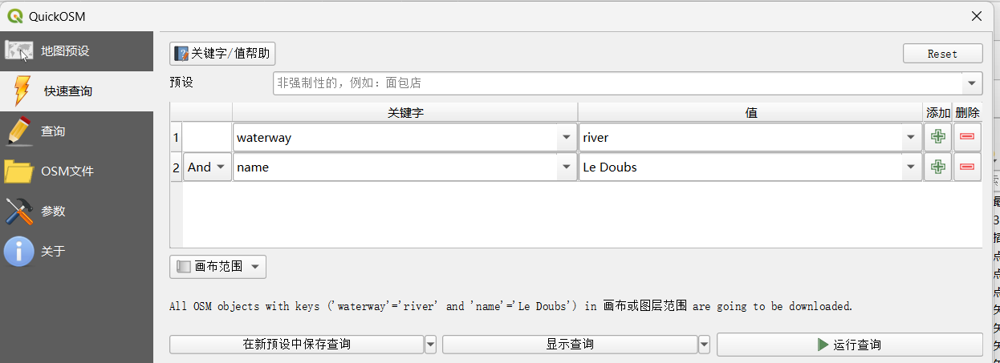 QuickOSM
地图预设
快速查询
查询
OSM文件
参数
关于
关键字/值帮助
Reset
预设
非强制性的，例如：面包店
关键字 值 添加 删除
1 waterway river
2 And name Le Doubs
画布范围
All OSM objects with keys ('waterway'='river' and 'name'='Le Doubs') in 画布或图层范围 are going to be downloaded.
在新预设中保存查询 显示查询 运行查询